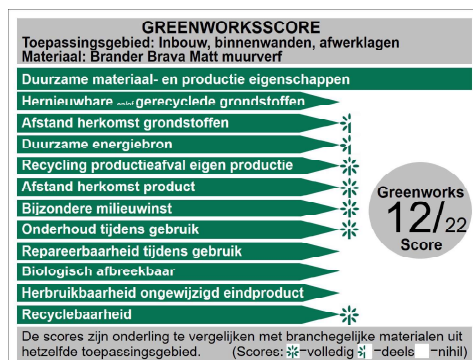 GREENWORKSSCORE
Toepassingsgebied: Inbouw, binnenwanden, afwerklagen
Materiaal: Brander Brava Matt muurverf
Duurzame materiaal- en productie eigenschappen
Hernieuwbare en/of gerecyclede grondstoffen
Afstand herkomst grondstoffen
Duurzame energiebron
Recycling productieafval eigen productie
Afstand herkomst product
Bijzondere milieuwinst
Onderhoud tijdens gebruik
Repareerbaarheid tijdens gebruik
Biologisch afbreekbaar
Herbruikbaarheid ongewijzigd eindproduct
Recyclebaarheid
Greenworks
12/22
Score
De scores zijn onderling te vergelijken met branchegelijke materialen uit
hetzelfde toepassingsgebied. (Scores: =volledig =deels =nihil)